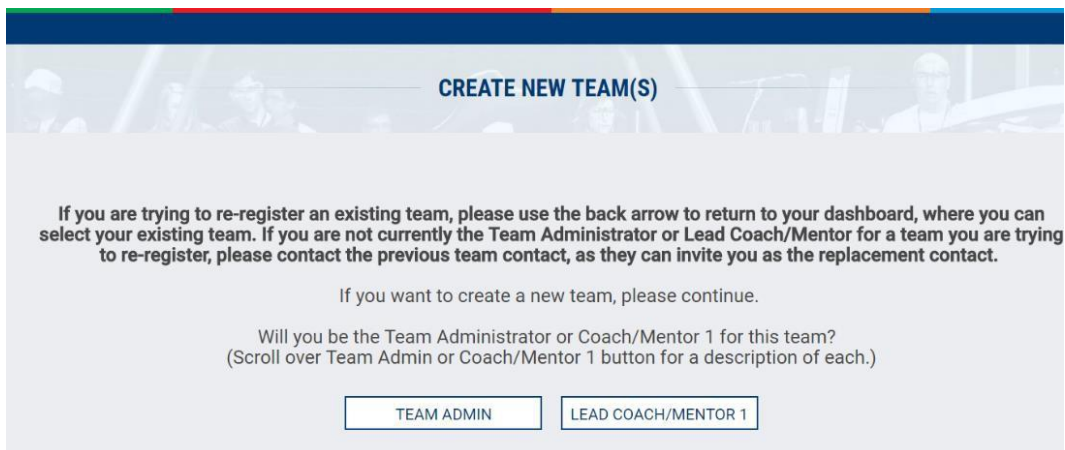 CREATE NEW TEAM(S)
If you are trying to re-register an existing team, please use the back arrow to return to your dashboard, where you can
select your existing team. If you are not currently the Team Administrator or Lead Coach/Mentor for a team you are trying
to re-register, please contact the previous team contact, as they can invite you as the replacement contact.
If you want to create a new team, please continue.
Will you be the Team Administrator or Coach/Mentor 1 for this team?
(Scroll over Team Admin or Coach/Mentor 1 button for a description of each.)
TEAM ADMIN
LEAD COACH/MENTOR 1